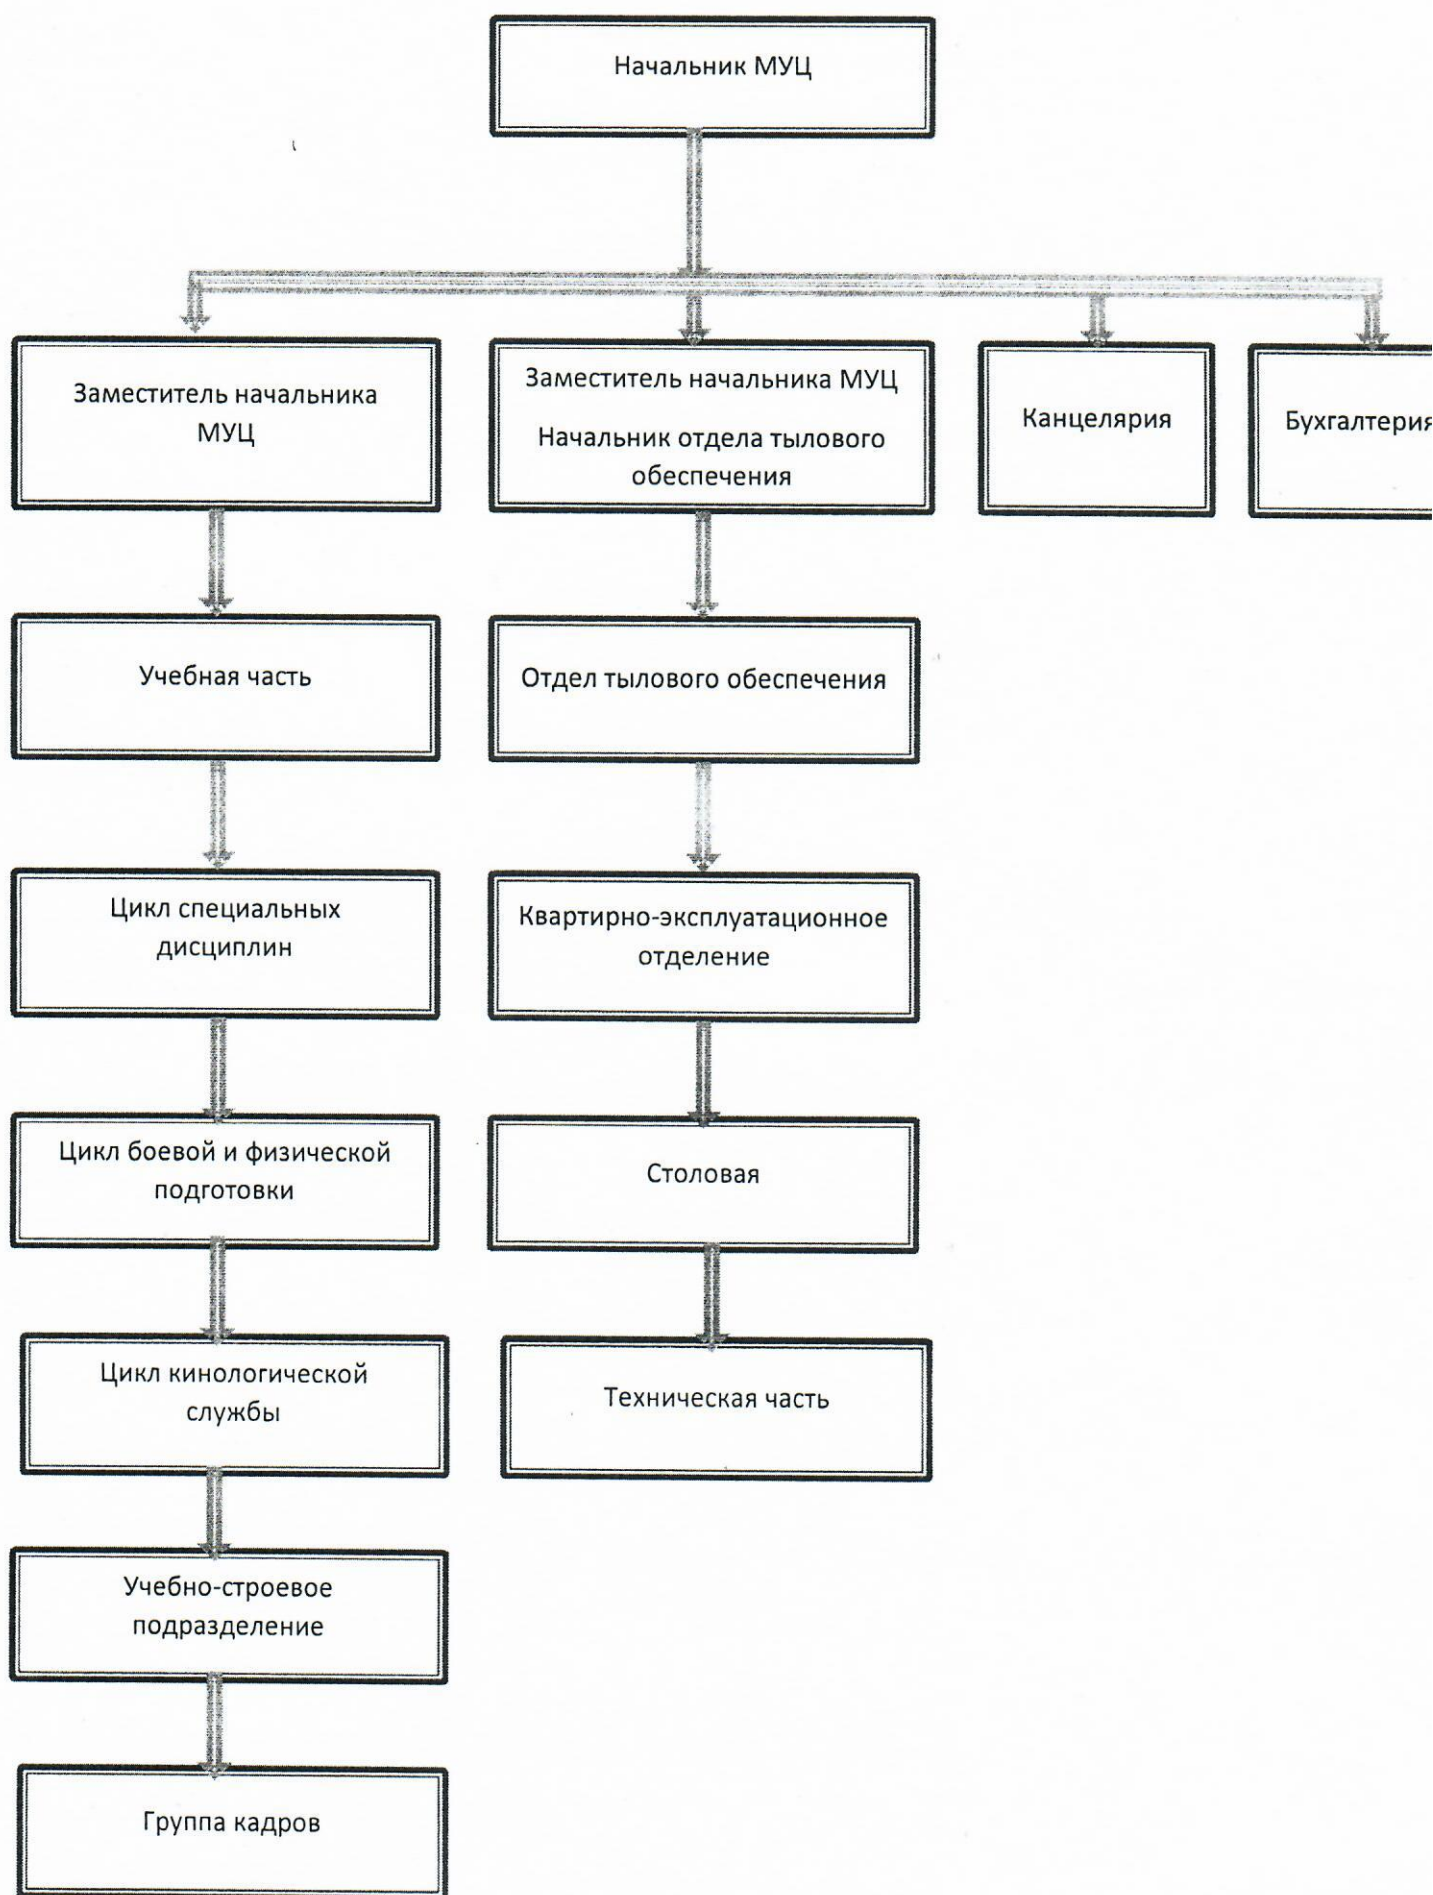 Начальник МУЦ
Заместитель начальника
МУЦ
Заместитель начальника МУЦ
Начальник отдела тылового
обеспечения
Канцелярия
Бухгалтерия
Учебная часть
Отдел тылового обеспечения
Цикл специальных
дисциплин
Квартирно-эксплуатационное
отделение
Цикл боевой и физической
подготовки
Столовая
Цикл кинологической
службы
Техническая часть
Учебно-строевое
подразделение
Группа кадров